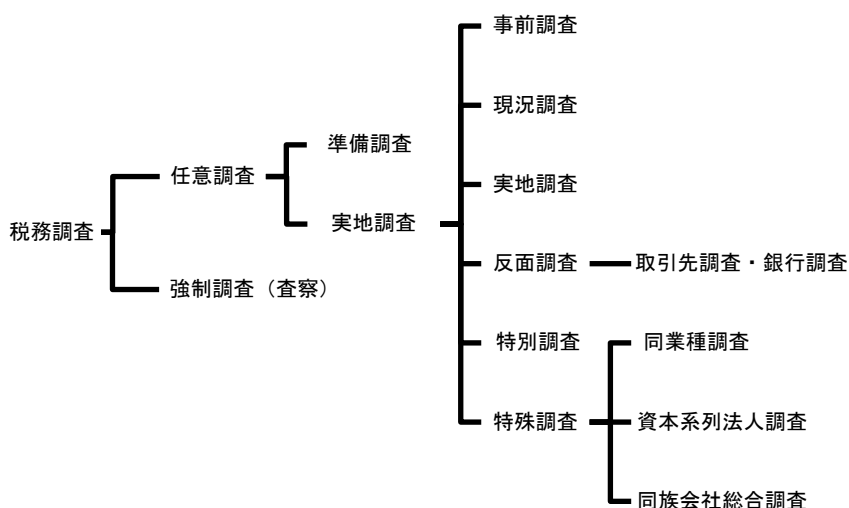 税務調査
任意調査
強制調査（査察）
準備調査
実地調査
事前調査
現況調査
実地調査
反面調査
特別調査
特殊調査
取引先調査・銀行調査
同業種調査
資本系列法人調査
同族会社総合調査